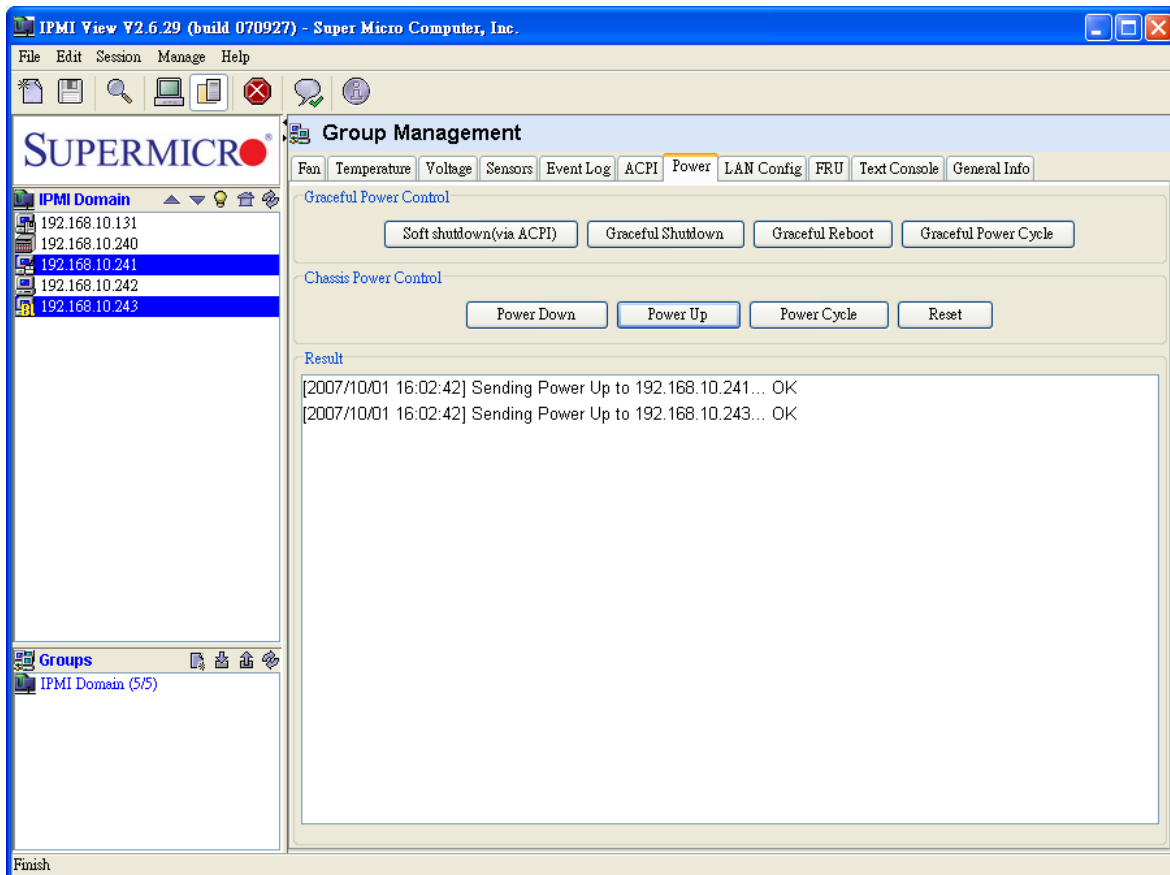 IPMI View V2.6.29 (build 070927) - Super Micro Computer, Inc.
File Edit Session Manage Help
SUPERMICRO®
Group Management
Fan Temperature Voltage Sensors Event Log ACPI Power LAN Config FRU Text Console General Info
IPMI Domain
192.168.10.131
192.168.10.240
192.168.10.241
192.168.10.242
192.168.10.243
Graceful Power Control
Soft shutdown(via ACPI) Graceful Shutdown Graceful Reboot Graceful Power Cycle
Chassis Power Control
Power Down Power Up Power Cycle Reset
Result
[2007/10/01 16:02:42] Sending Power Up to 192.168.10.241... OK
[2007/10/01 16:02:42] Sending Power Up to 192.168.10.243... OK
Groups
IPMI Domain (5/5)
Finish